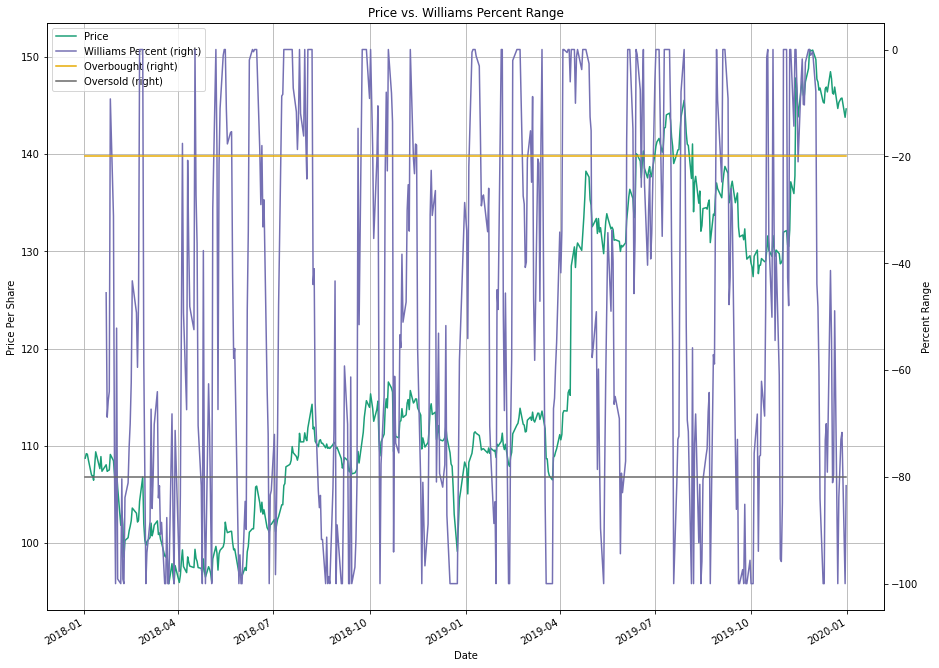 Price vs. Williams Percent Range
Price
Williams Percent (right)
Overbought (right)
Oversold (right)
150
140
130
120
110
100
Price Per Share
0
−20
−40
−60
−80
−100
Percent Range
2018-01
2018-04
2018-07
2018-10
2019-01
2019-04
2019-07
2019-10
2020-01
Date